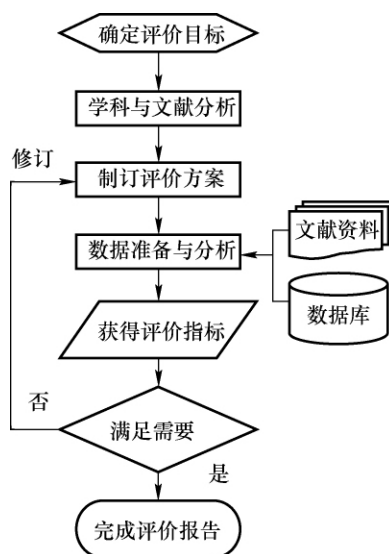 确定评价目标
学科与文献分析
修订
制订评价方案
数据准备与分析
文献资料
数据库
获得评价指标
否
满足需要
是
完成评价报告